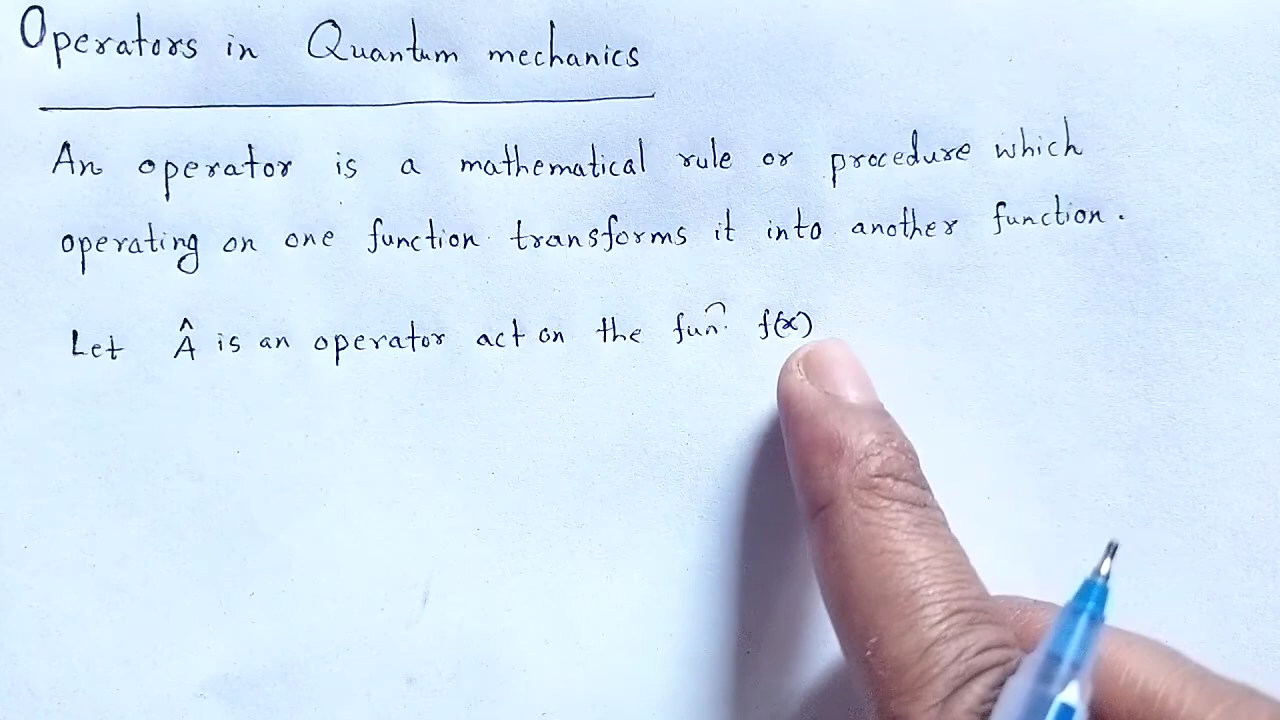 Operators in Quantum mechanics
An operator is a mathematical rule or procedure which
operating on one function transforms it into another function.
Let Â is an operator act on the funⁿ. f(x)